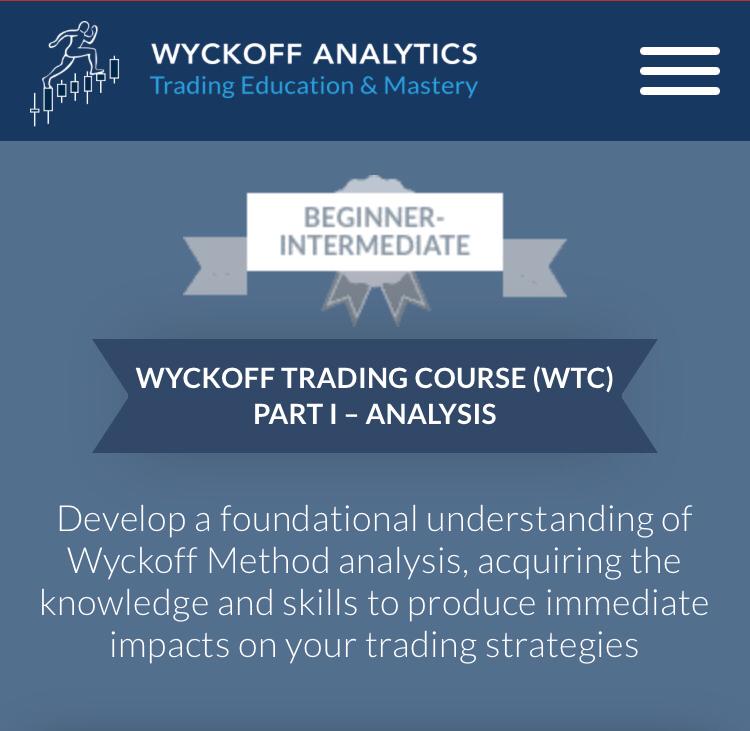 WYCKOFF ANALYTICS
Trading Education & Mastery
BEGINNER-
INTERMEDIATE
WYCKOFF TRADING COURSE (WTC)
PART I – ANALYSIS
Develop a foundational understanding of
Wyckoff Method analysis, acquiring the
knowledge and skills to produce immediate
impacts on your trading strategies